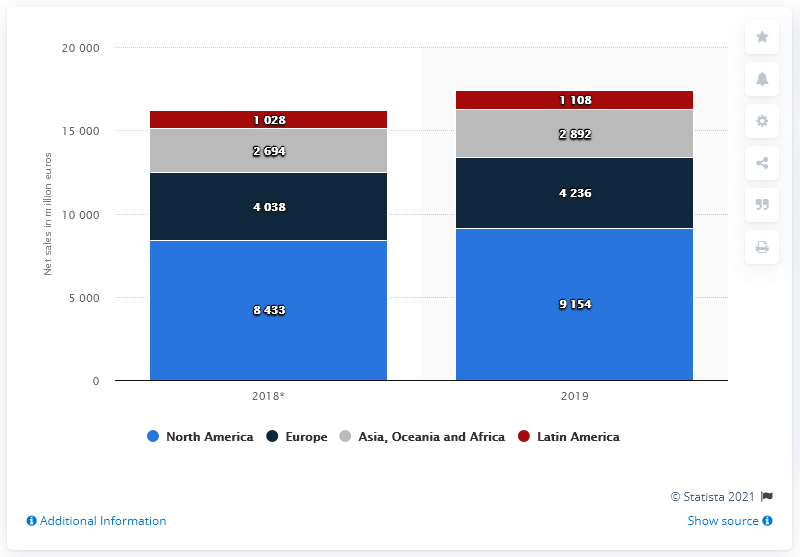 20 000
15 000
10 000
5 000
0
Net sales in million euros
1 028
2 694
4 038
8 433
1 108
2 892
4 236
9 154
2018*
2019
North America
Europe
Asia, Oceania and Africa
Latin America
© Statista 2021
Additional Information
Show source